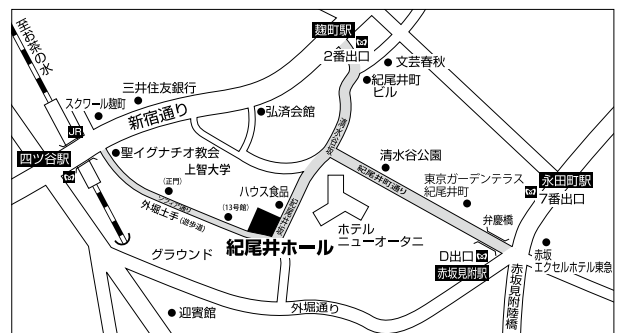 至お茶の水
麹町駅
2番出口
文芸春秋
三井住友銀行
紀尾井町
ビル
スクワール麹町
新宿通り
弘済会館
JR
清水谷坂
四ツ谷駅
聖イグナチオ教会
上智大学
清水谷公園
紀尾井町通り
(正門)
ハウス食品
東京ガーデンテラス
紀尾井町
永田町駅
7番出口
ソフィア通り
外堀土手(遊歩道)
(13号館)
紀尾井坂
弁慶橋
ホテル
ニューオータニ
紀尾井ホール
グラウンド
D出口
赤坂見附駅
赤坂
エクセルホテル東急
赤坂見附陸橋
外堀通り
迎賓館